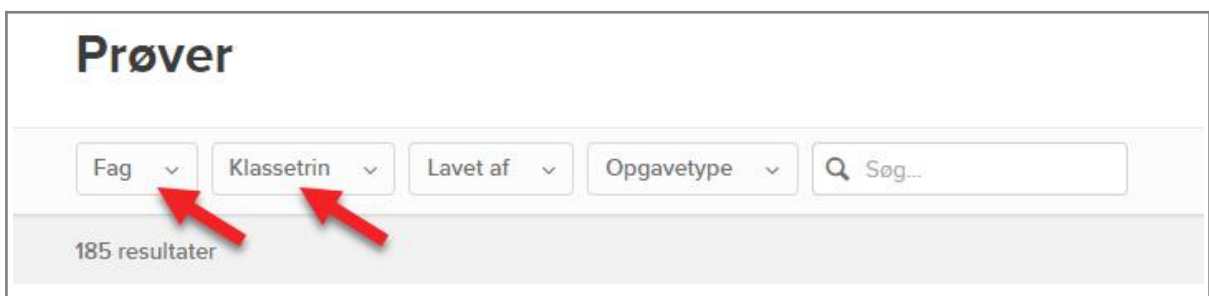 Prøver
Fag Klassetrin Lavet af Opgavetype Søg...
185 resultater